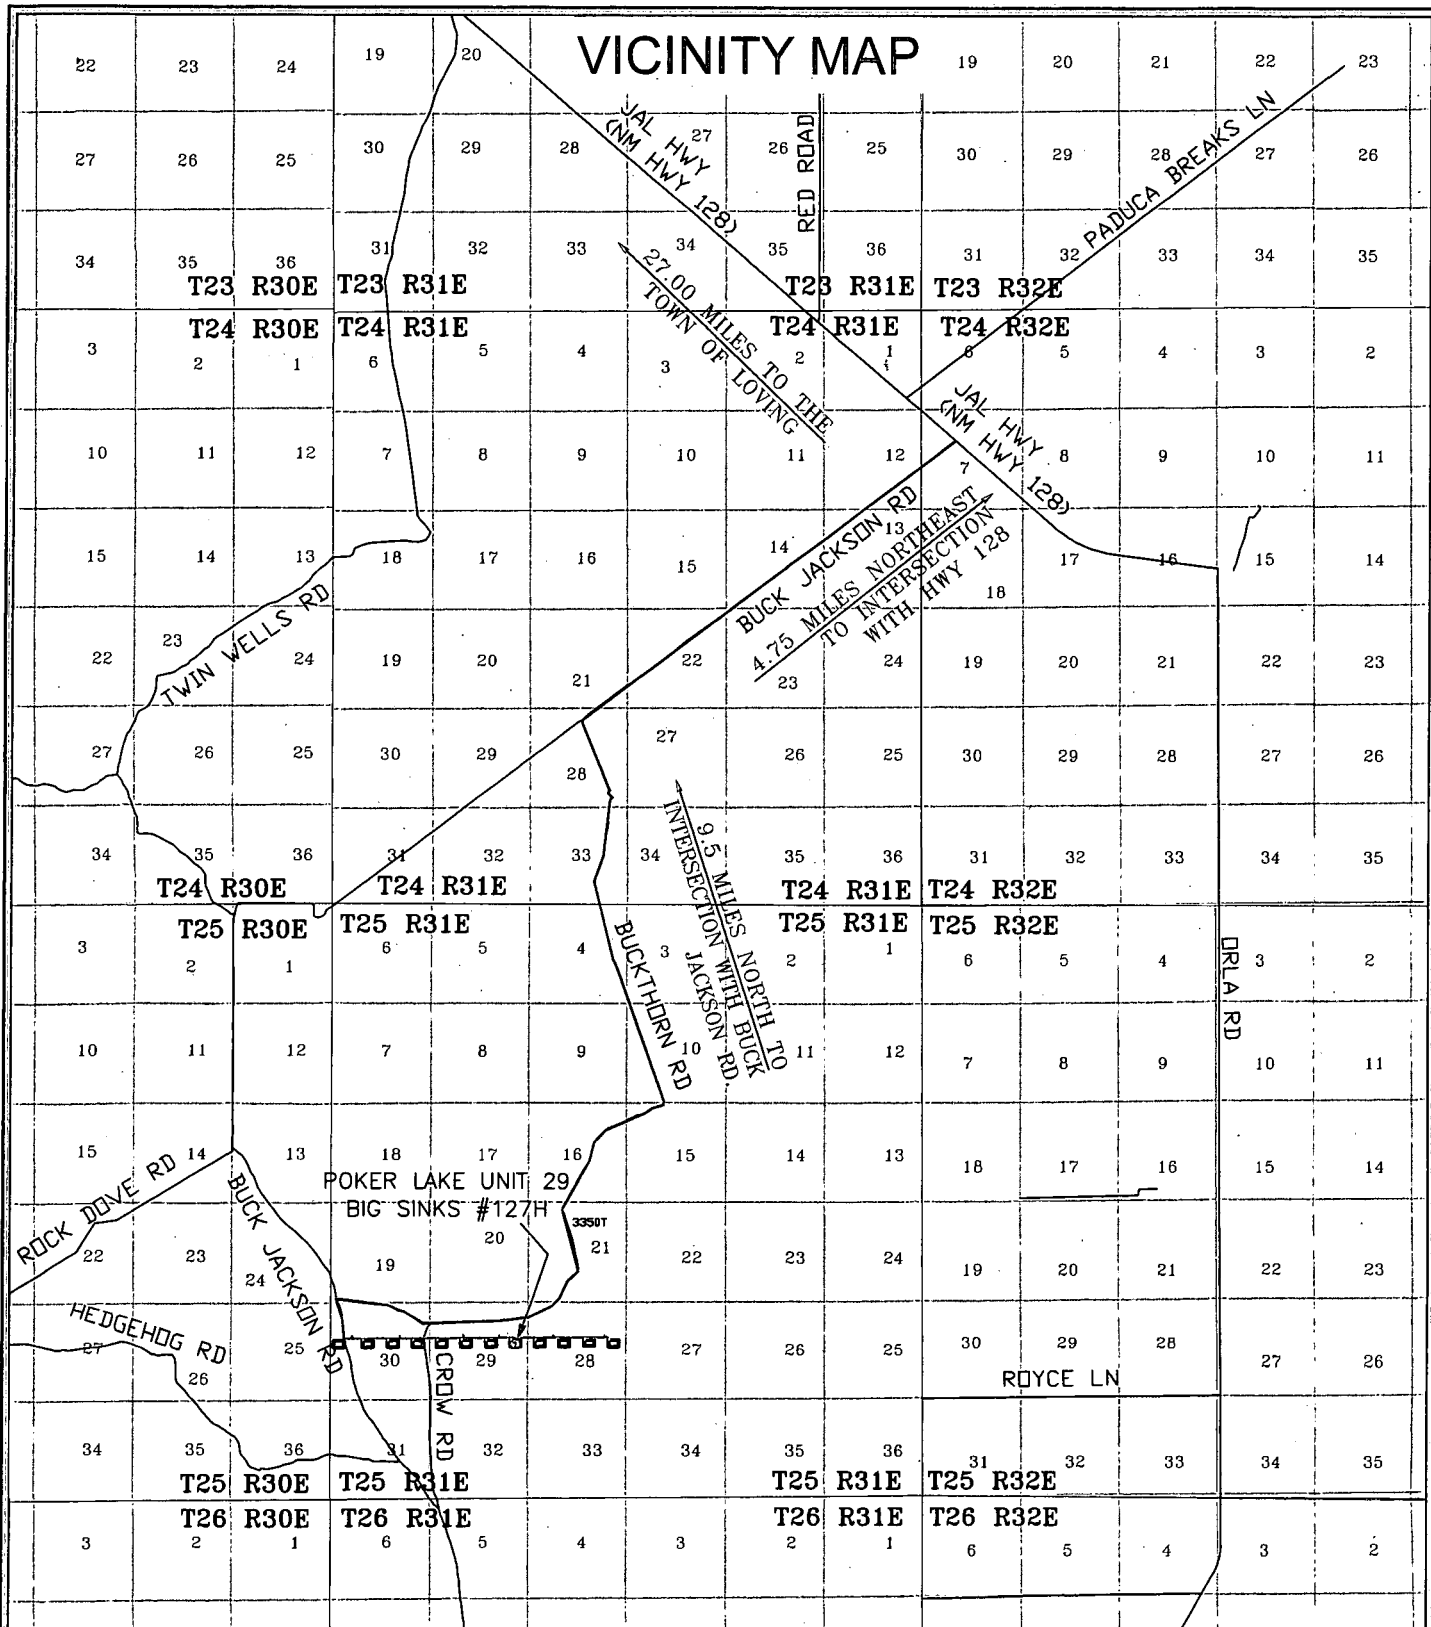 VICINITY MAP
22 23 24 19 20 19 20 21 22 23
JAL HWY
(NM HWY 128)
RED ROAD
PADUCA BREAKS LN
27 26 25 30 29 28 27 26 25 30 29 28 27 26
34 35 36 31 32 33 34 35 36 31 32 33 34 35
T23 R30E T23 R31E T23 R31E T23 R32E
27.00 MILES TO THE
TOWN OF LOVING
T24 R30E T24 R31E T24 R31E T24 R32E
3 2 1 6 5 4 3 2 1 6 5 4 3 2
JAL HWY
(NM HWY 128)
10 11 12 7 8 9 10 11 12 7 8 9 10 11
BUCK JACKSON RD
4.75 MILES NORTHEAST
TO INTERSECTION
WITH HWY 128
15 14 13 18 17 16 15 14 13 18 17 16 15 14
TWIN WELLS RD
22 23 24 19 20 21 22 23 24 19 20 21 22 23
27 26 25 30 29 28 27 26 25 30 29 28 27 26
9.5 MILES NORTH TO
INTERSECTION WITH BUCK
JACKSON RD.
34 35 36 31 32 33 34 35 36 31 32 33 34 35
T24 R30E T24 R31E T24 R31E T24 R32E
T25 R30E T25 R31E T25 R31E T25 R32E
BUCKTHORN RD
ORLA RD
3 2 1 6 5 4 3 2 1 6 5 4 3 2
10 11 12 7 8 9 10 11 12 7 8 9 10 11
15 14 13 18 17 16 15 14 13 18 17 16 15 14
ROCK DOVE RD
BUCK JACKSON RD
POKER LAKE UNIT 29
BIG SINKS #127H
3350T
22 23 24 19 20 21 22 23 24 19 20 21 22 23
HEDGEHOG RD
27 26 25 30 29 28 27 26 25 30 29 28 27 26
CROW RD
ROYCE LN
34 35 36 31 32 33 34 35 36 31 32 33 34 35
T25 R30E T25 R31E T25 R31E T25 R32E
T26 R30E T26 R31E T26 R31E T26 R32E
3 2 1 6 5 4 3 2 1 6 5 4 3 2